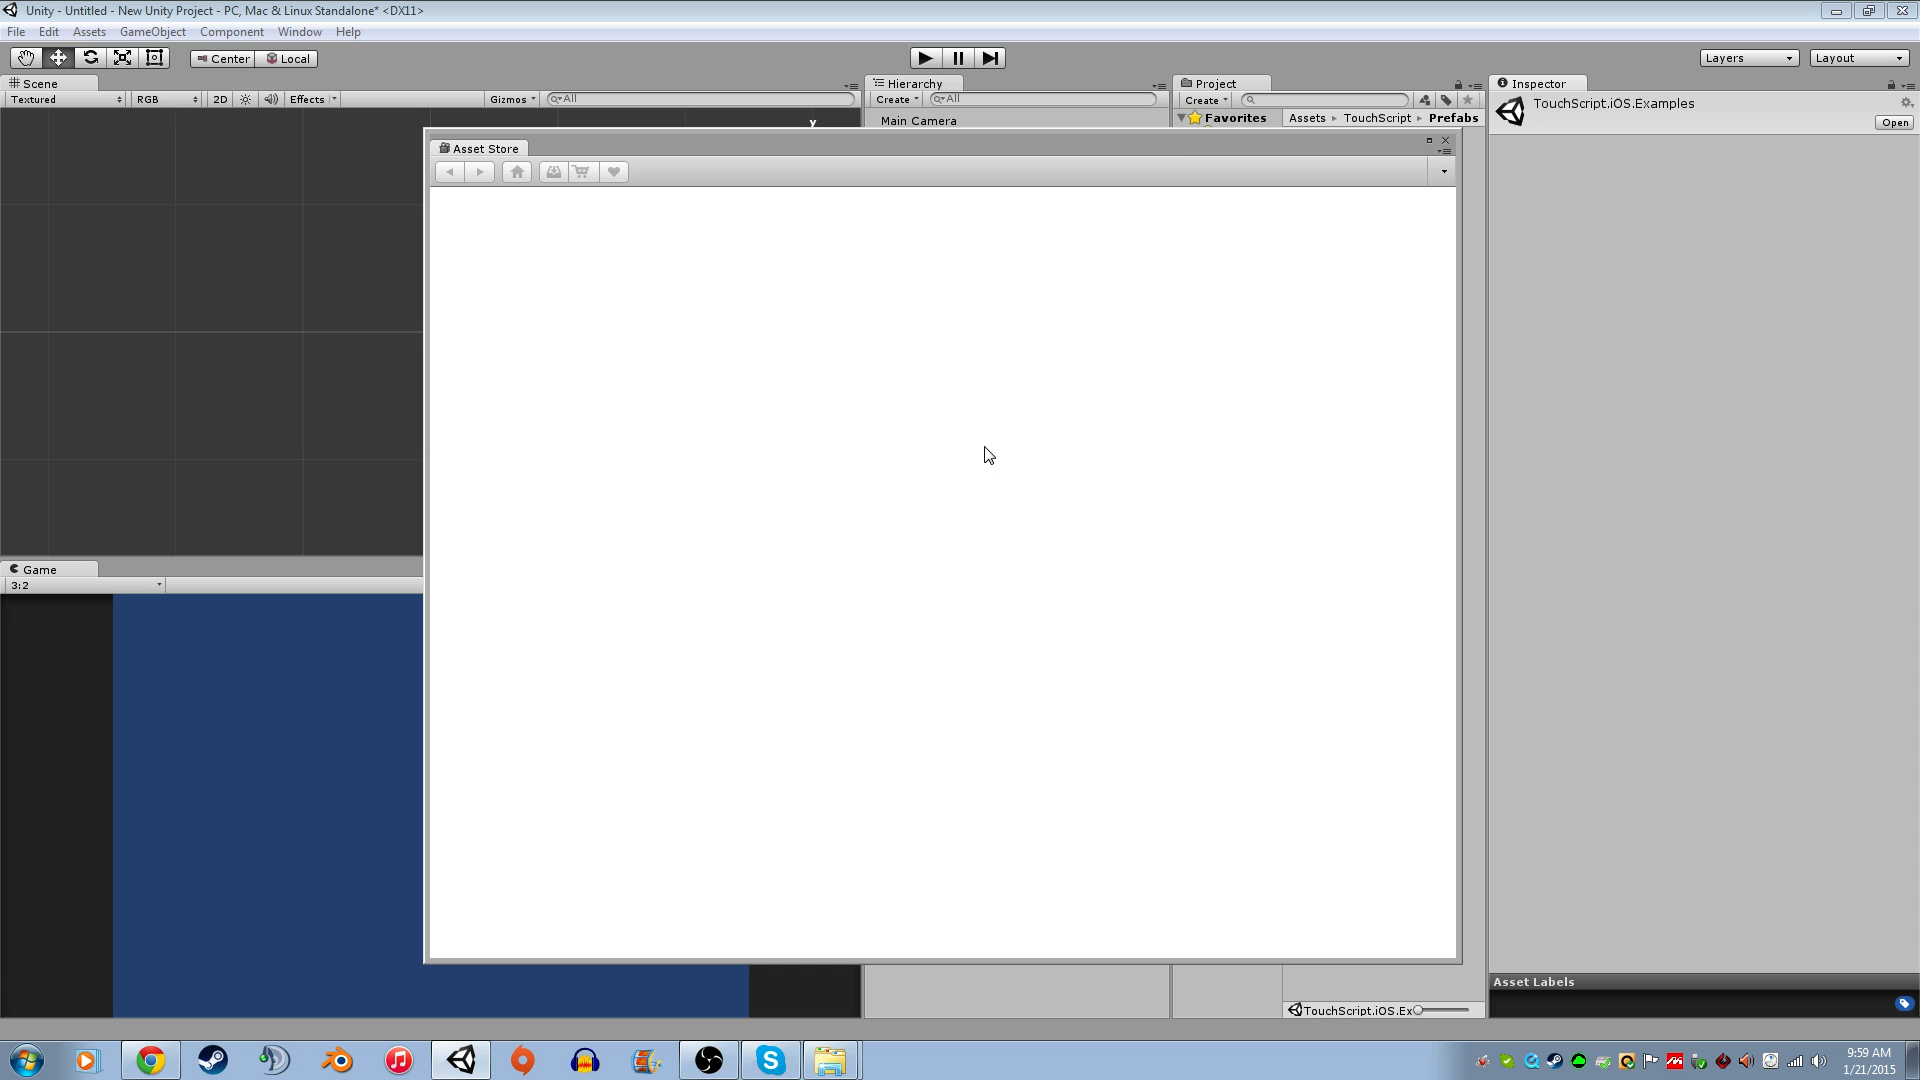 Unity - Untitled - New Unity Project - PC, Mac & Linux Standalone* <DX11>
File Edit Assets GameObject Component Window Help
Center Local Layers Layout
Scene Hierarchy Project Inspector
Textured RGB 2D Effects Gizmos All Create All Create TouchScript.iOS.Examples
Favorites Assets TouchScript Prefabs Open
y Main Camera
Asset Store
Game
3:2
Asset Labels
TouchScript.iOS.Ex
9:59 AM
1/21/2015